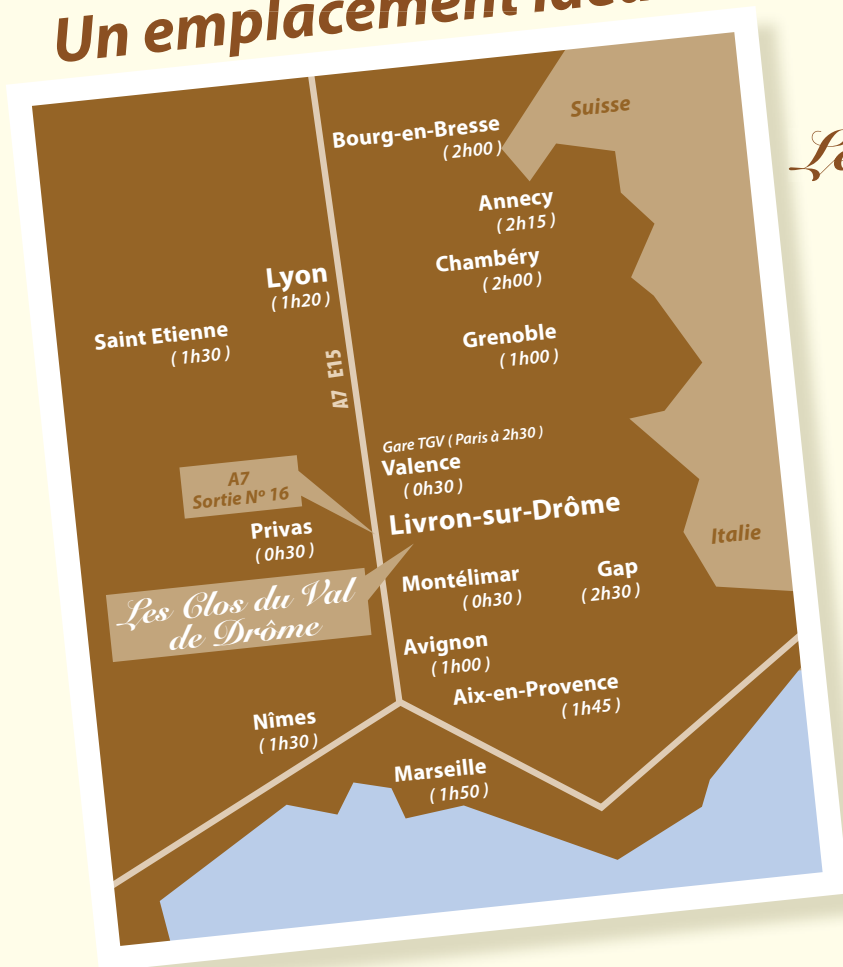 Un emplacement
Suisse
Bourg-en-Bresse
( 2h00 )
Annecy
( 2h15 )
Chambéry
( 2h00 )
Lyon
( 1h20 )
Saint Etienne
( 1h30 )
Grenoble
( 1h00 )
A7 E15
Gare TGV ( Paris à 2h30 )
Valence
( 0h30 )
A7
Sortie Nº 16
Livron-sur-Drôme
Privas
( 0h30 )
Italie
Montélimar
( 0h30 )
Gap
( 2h30 )
Les Clos du Val
de Drôme
Avignon
( 1h00 )
Aix-en-Provence
( 1h45 )
Nîmes
( 1h30 )
Marseille
( 1h50 )